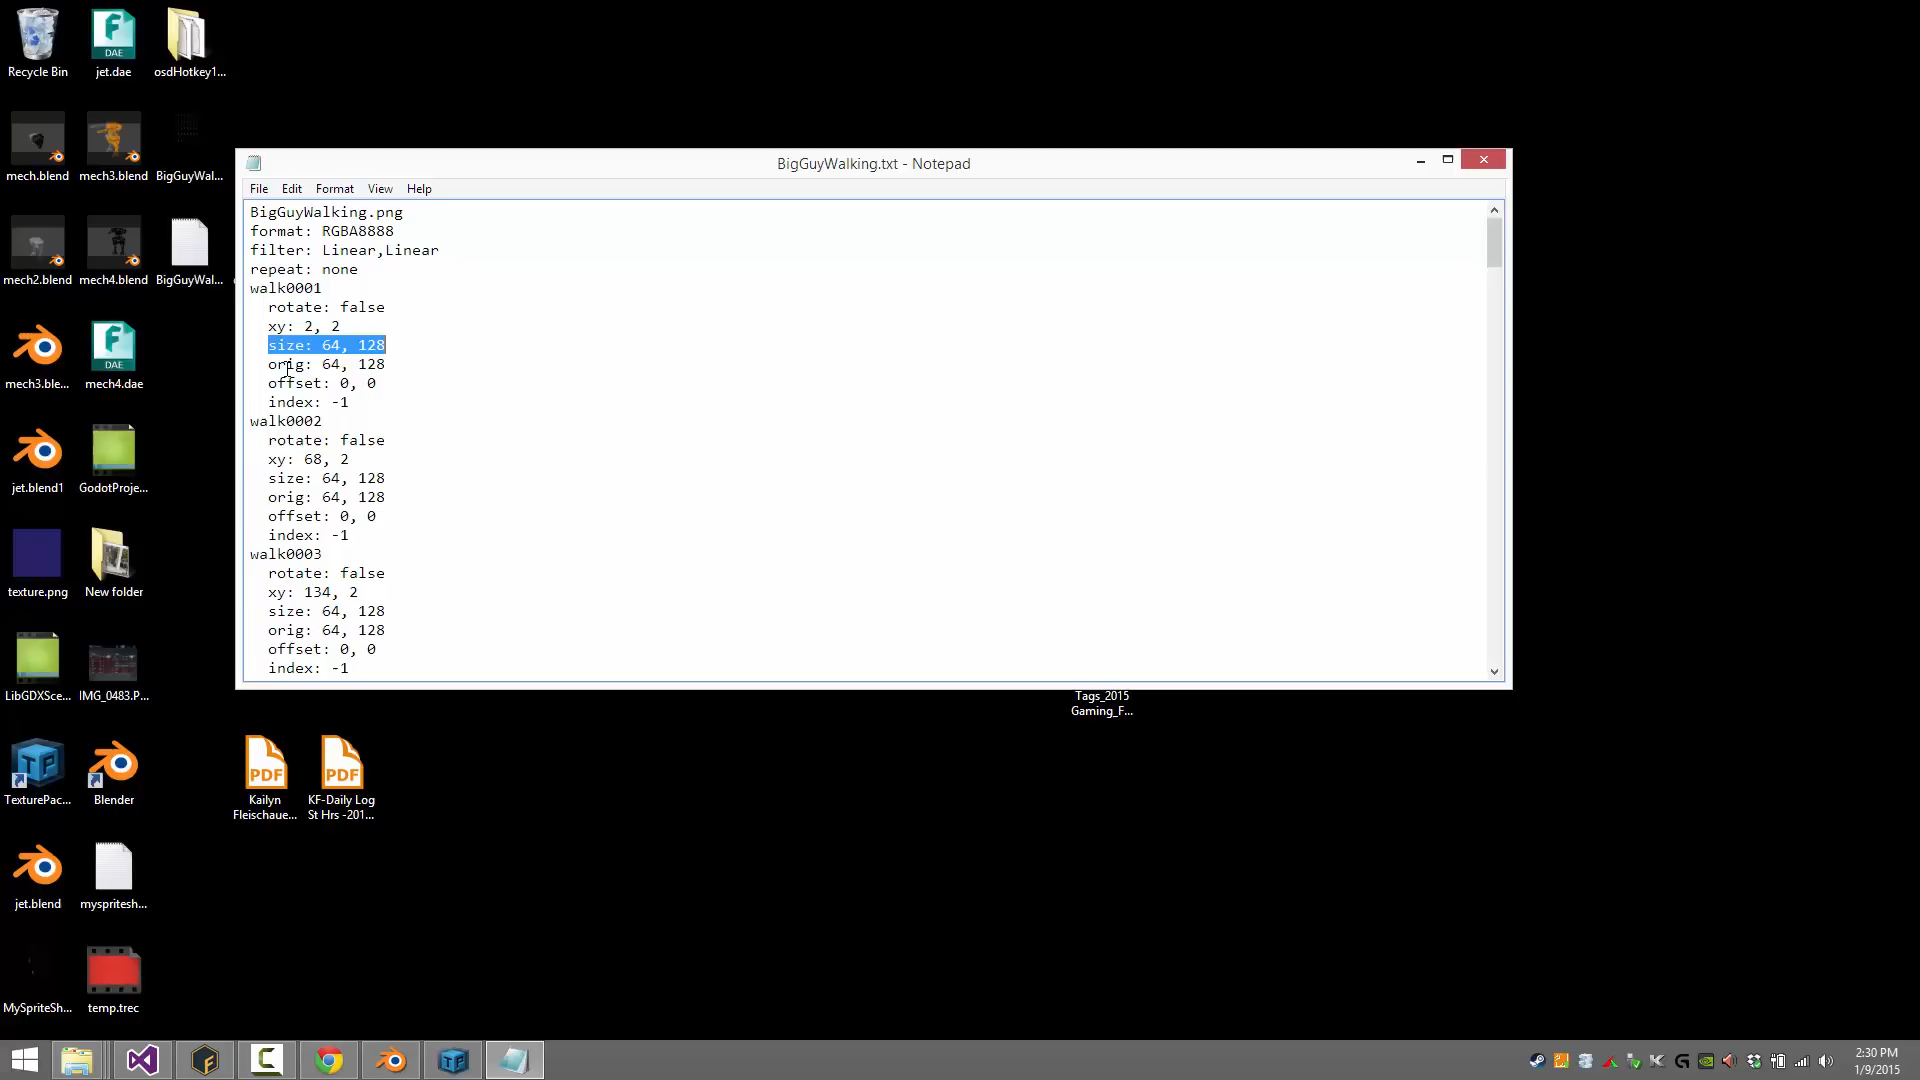 Recycle Bin
jet.dae
osdHotkey1...
mech.blend
mech3.blend
BigGuyWal...
mech2.blend
mech4.blend
BigGuyWal...
mech3.ble...
mech4.dae
jet.blend1
GodotProje...
texture.png
New folder
LibGDXSce...
IMG_0483.P...
TexturePac...
Blender
jet.blend
myspritesh...
MySpriteSh...
temp.trec
DAE
DAE
TP
BigGuyWalking.txt - Notepad
File Edit Format View Help
BigGuyWalking.png
format: RGBA8888
filter: Linear,Linear
repeat: none
walk0001
rotate: false
xy: 2, 2
size: 64, 128
orig: 64, 128
offset: 0, 0
index: -1
walk0002
rotate: false
xy: 68, 2
size: 64, 128
orig: 64, 128
offset: 0, 0
index: -1
walk0003
rotate: false
xy: 134, 2
size: 64, 128
orig: 64, 128
offset: 0, 0
index: -1
Tags_2015
Gaming_F...
PDF
Kailyn
Fleischaue...
PDF
KF-Daily Log
St Hrs -201...
2:30 PM
1/9/2015